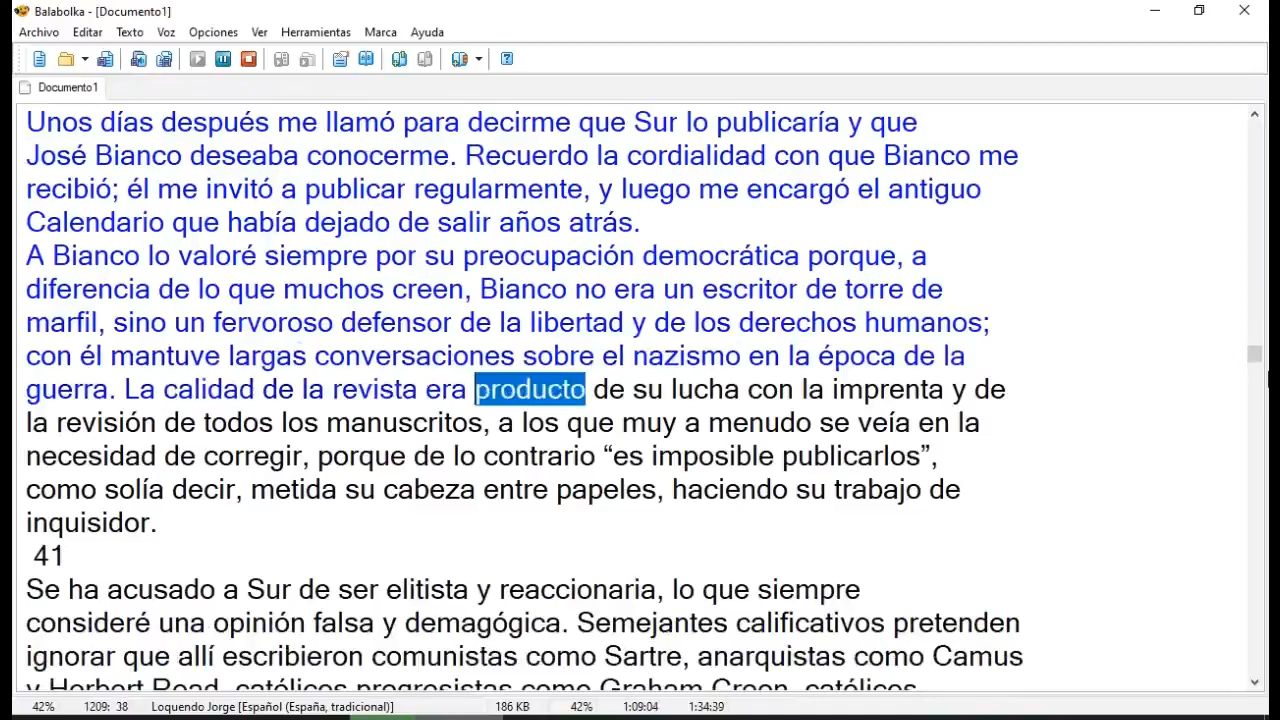 Balabolka - [Documento1]
Archivo Editar Texto Voz Opciones Ver Herramientas Marca Ayuda
Documento1
Unos días después me llamó para decirme que Sur lo publicaría y que
José Bianco deseaba conocerme. Recuerdo la cordialidad con que Bianco me
recibió; él me invitó a publicar regularmente, y luego me encargó el antiguo
Calendario que había dejado de salir años atrás.
A Bianco lo valoré siempre por su preocupación democrática porque, a
diferencia de lo que muchos creen, Bianco no era un escritor de torre de
marfil, sino un fervoroso defensor de la libertad y de los derechos humanos;
con él mantuve largas conversaciones sobre el nazismo en la época de la
guerra. La calidad de la revista era producto de su lucha con la imprenta y de
la revisión de todos los manuscritos, a los que muy a menudo se veía en la
necesidad de corregir, porque de lo contrario “es imposible publicarlos”,
como solía decir, metida su cabeza entre papeles, haciendo su trabajo de
inquisidor.
41
Se ha acusado a Sur de ser elitista y reaccionaria, lo que siempre
consideré una opinión falsa y demagógica. Semejantes calificativos pretenden
ignorar que allí escribieron comunistas como Sartre, anarquistas como Camus
y Herbert Read, católicos progresistas como Graham Green, católicos
42% 1209: 38 Loquendo Jorge [Español (España, tradicional)] 186 KB 42% 1:09:04 1:34:39